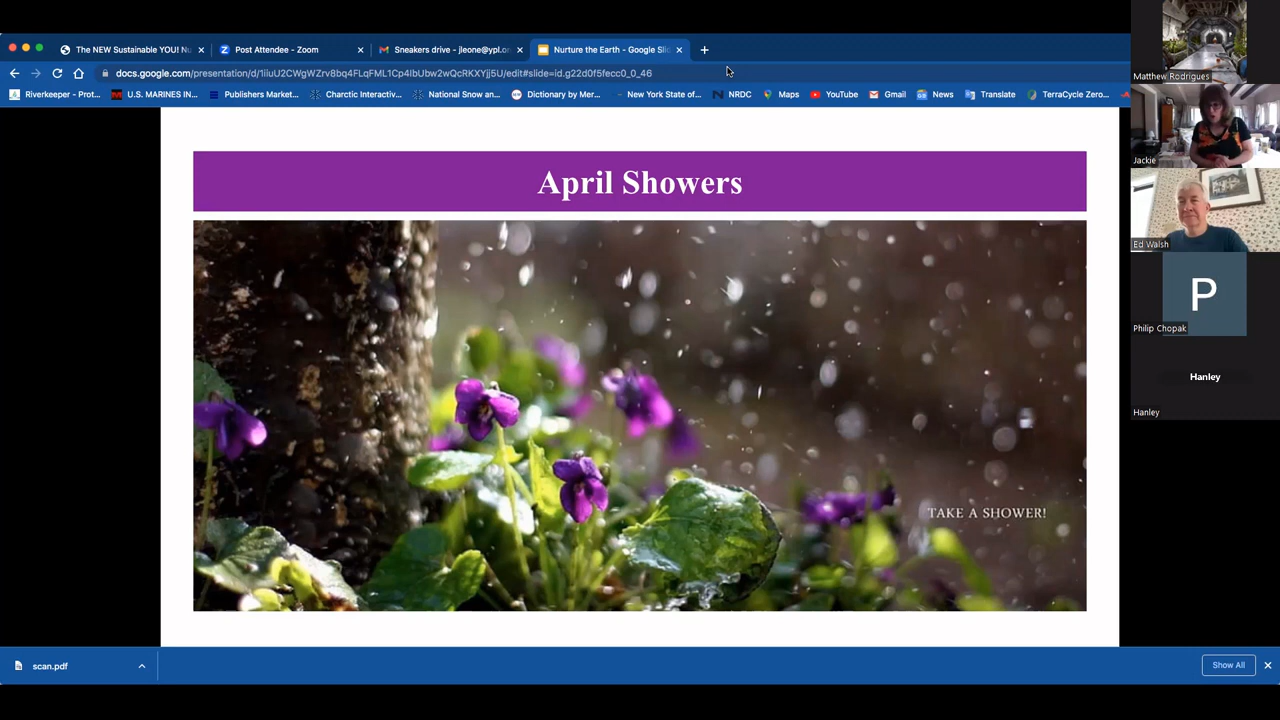 The NEW Sustainable YOU! Nu
Post Attendee - Zoom
Sneakers drive - jleone@ypl.or
Nurture the Earth - Google Slid
docs.google.com/presentation/d/1iiuU2CWgWZrv8bq4FLqFML1Cp4IbUbw2wQcRKXYjj5U/edit#slide=id.g22d0f5fecc0_0_46
Riverkeeper - Prot...
U.S. MARINES IN...
Publishers Market...
Charctic Interactiv...
National Snow an...
Dictionary by Mer...
New York State of...
NRDC
Maps
YouTube
Gmail
News
Translate
TerraCycle Zero...
April Showers
TAKE A SHOWER!
Matthew Rodrigues
Jackie
Ed Walsh
P
Philip Chopak
Hanley
Hanley
scan.pdf
Show All